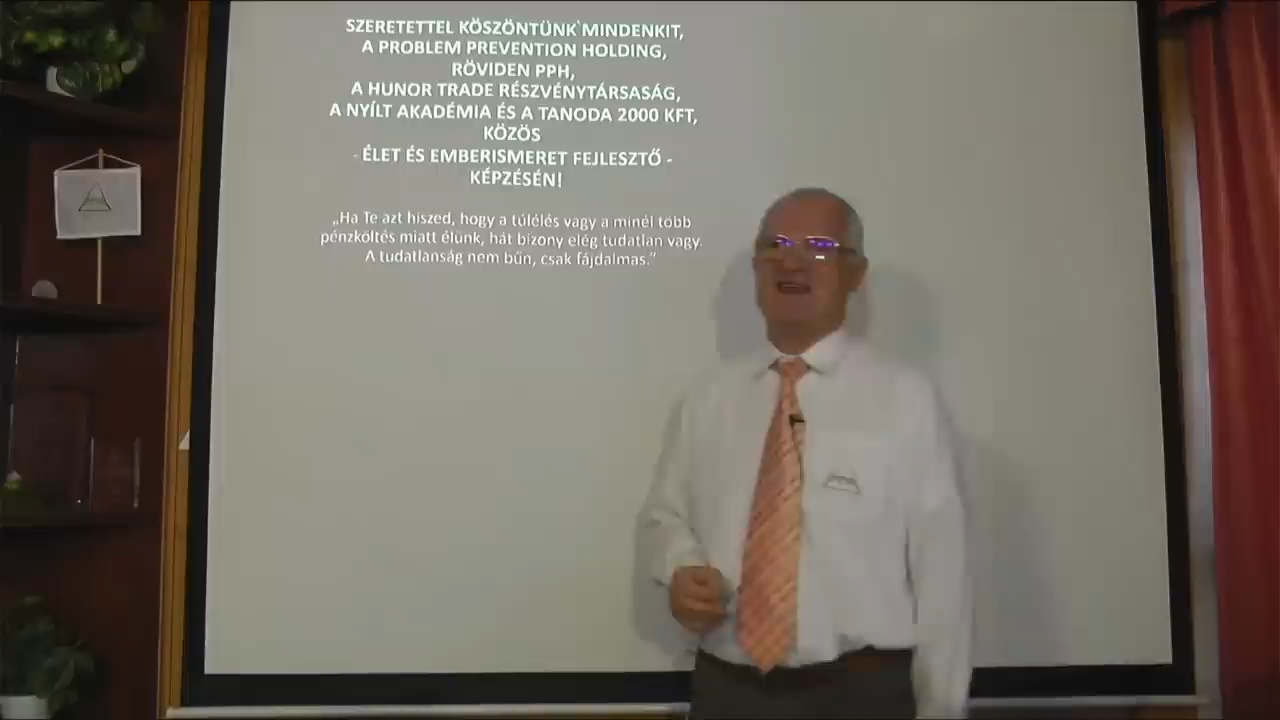 SZERETETTEL KÖSZÖNTÜNK MINDENKIT,
A PROBLEM PREVENTION HOLDING,
RÖVIDEN PPH,
A HUNOR TRADE RÉSZVÉNYTÁRSASÁG,
A NYÍLT AKADÉMIA ÉS A TANODA 2000 KFT,
KÖZÖS
- ÉLET ÉS EMBERISMERET FEJLESZTŐ -
KÉPZÉSÉN!
„Ha Te azt hiszed, hogy a túlélés vagy a minél több
pénzköltés miatt élünk, hát bizony elég tudatlan vagy.
A tudatlanság nem bűn, csak fájdalmas.”